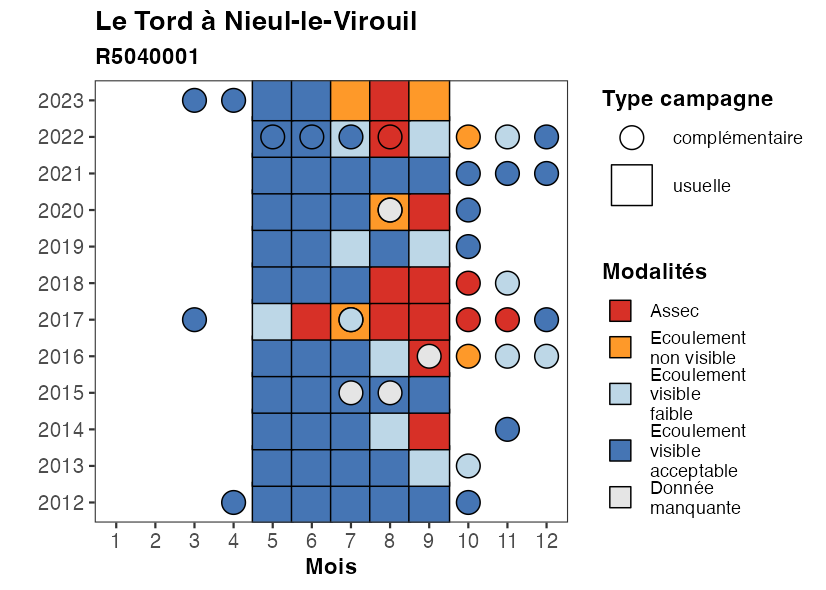 Le Tord à Nieul-le-Virouil
R5040001
2023
2022
2021
2020
2019
2018
2017
2016
2015
2014
2013
2012
1 2 3 4 5 6 7 8 9 10 11 12
Mois
Type campagne
complémentaire
usuelle
Modalités
Assec
Ecoulement
non visible
Ecoulement
visible
faible
Ecoulement
visible
acceptable
Donnée
manquante